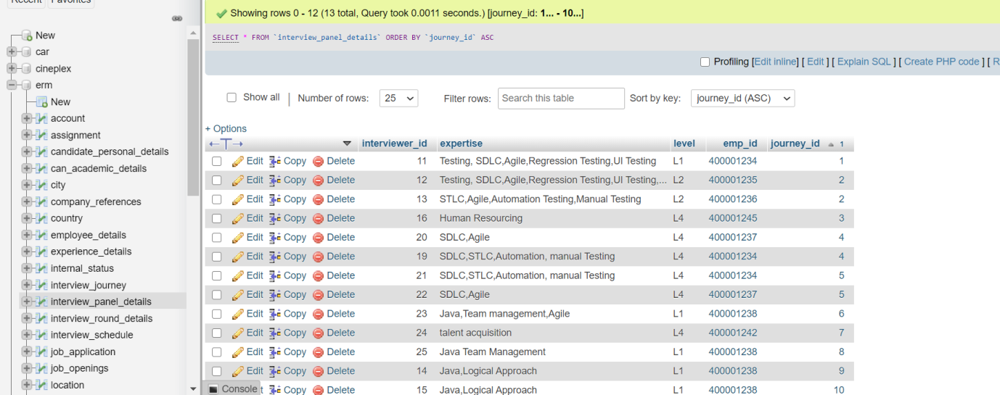 Recent Favorites
New
car
cineplex
erm
New
account
assignment
candidate_personal_details
can_academic_details
city
company_references
country
employee_details
experience_details
internal_status
interview_journey
interview_panel_details
interview_round_details
interview_schedule
job_application
job_openings
location
Showing rows 0 - 12 (13 total, Query took 0.0011 seconds.) [journey_id: 1... - 10...]
SELECT * FROM `interview_panel_details` ORDER BY `journey_id` ASC
Profiling [Edit inline] [ Edit ] [ Explain SQL ] [ Create PHP code ] [ R
Show all | Number of rows: 25 Filter rows: Search this table Sort by key: journey_id (ASC)
+ Options
←T→ interviewer_id expertise level emp_id journey_id 1
Edit Copy Delete 11 Testing, SDLC,Agile,Regression Testing,UI Testing L1 400001234 1
Edit Copy Delete 12 Testing, SDLC,Agile,Regression Testing,UI Testing,... L2 400001235 2
Edit Copy Delete 13 STLC,Agile,Automation Testing,Manual Testing L2 400001236 2
Edit Copy Delete 16 Human Resourcing L4 400001245 3
Edit Copy Delete 20 SDLC,Agile L4 400001237 4
Edit Copy Delete 19 SDLC,STLC,Automation, manual Testing L4 400001234 4
Edit Copy Delete 21 SDLC,STLC,Automation, manual Testing L4 400001234 5
Edit Copy Delete 22 SDLC,Agile L4 400001237 5
Edit Copy Delete 23 Java,Team management,Agile L1 400001238 6
Edit Copy Delete 24 talent acquisition L4 400001242 7
Edit Copy Delete 25 Java Team Management L1 400001238 8
Edit Copy Delete 14 Java,Logical Approach L1 400001238 9
Console t Copy Delete 15 Java,Logical Approach L1 400001238 10